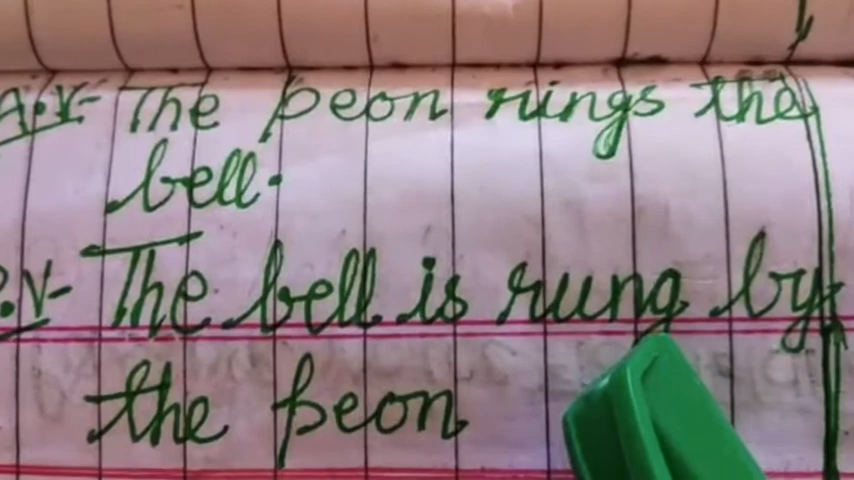 A.V- The peon rings the
bell.
P.V- The bell is rung by
the peon